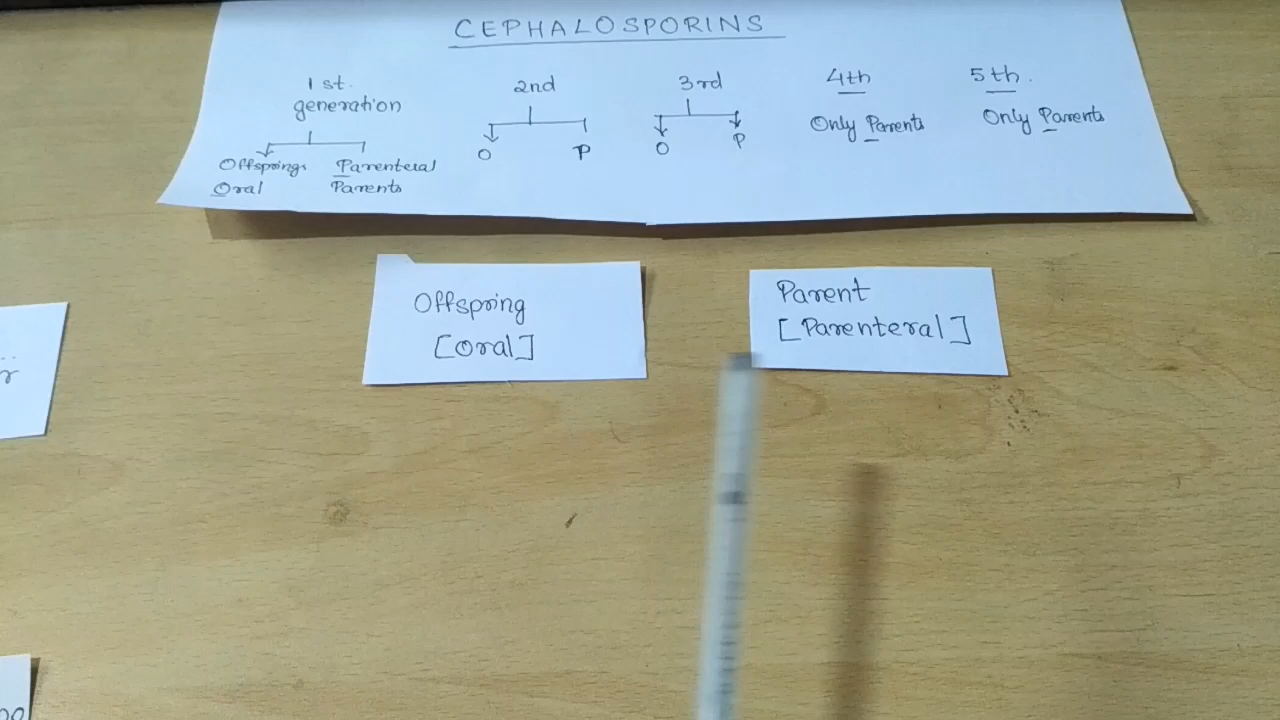 CEPHALOSPORINS
1st.
generation
Offsprings
Oral
Parenteral
Parents
2nd
O
P
3rd
O
P
4th
Only Parents
5th.
Only Parents
Offspring
[Oral]
Parent
[Parenteral]